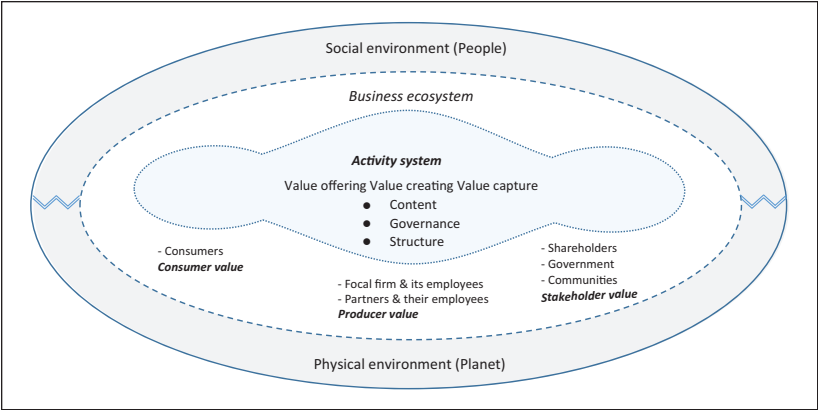 Social environment (People)
Business ecosystem
Activity system
Value offering Value creating Value capture
● Content
● Governance
● Structure
- Consumers
Consumer value
- Focal firm & its employees
- Partners & their employees
Producer value
- Shareholders
- Government
- Communities
Stakeholder value
Physical environment (Planet)